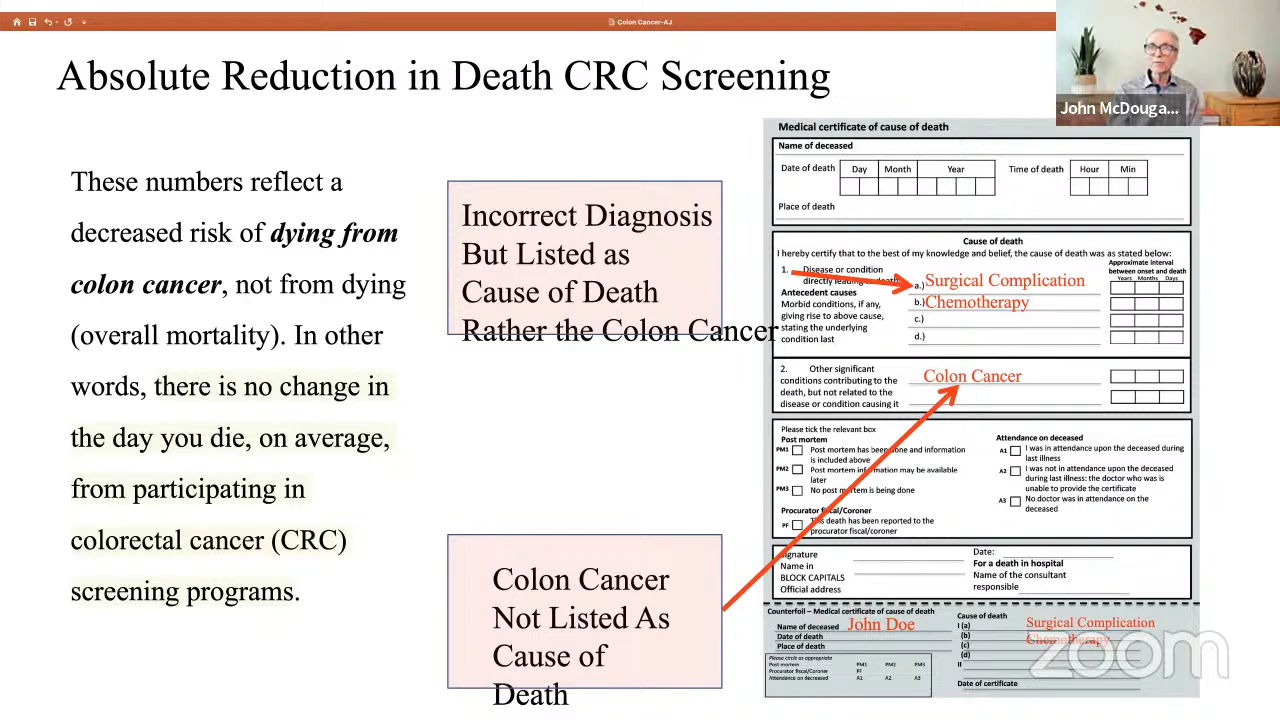 Colon Cancer-AJ
John McDouga...
Absolute Reduction in Death CRC Screening
These numbers reflect a
decreased risk of dying from
colon cancer, not from dying
(overall mortality). In other
words, there is no change in
the day you die, on average,
from participating in
colorectal cancer (CRC)
screening programs.
Incorrect Diagnosis
But Listed as
Cause of Death
Rather the Colon Cancer
Colon Cancer
Not Listed As
Cause of
Death
Medical certificate of cause of death
Name of deceased
Date of death Day Month Year Time of death Hour Min
Place of death
Cause of death
I hereby certify that to the best of my knowledge and belief, the cause of death was as stated below:
Approximate interval
between onset and death
Years Months Days
1. Disease or condition
directly leading to death
Antecedent causes
Morbid conditions, if any,
giving rise to above cause,
stating the underlying
condition last
a.) Surgical Complication
b.) Chemotherapy
c.)
d.)
2. Other significant
conditions contributing to the
death, but not related to the
disease or condition causing it
Colon Cancer
Please tick the relevant box
Post mortem
PM1 Post mortem has been done and information
is included above
PM2 Post mortem information may be available
later
PM3 No post mortem is being done
Procurator fiscal/Coroner
PF This death has been reported to the
procurator fiscal/coroner
Attendance on deceased
A1 I was in attendance upon the deceased during
last illness
A2 I was not in attendance upon the deceased
during last illness: the doctor who was
unable to provide the certificate
A3 No doctor was in attendance on the
deceased
Signature
Name in
BLOCK CAPITALS
Official address
Date:
For a death in hospital
Name of the consultant
responsible
Counterfoil – Medical certificate of cause of death
Name of deceased John Doe
Date of death
Place of death
Please circle as appropriate
Post mortem PM1 PM2 PM3
Procurator fiscal/Coroner PF
Attendance on deceased A1 A2 A3
Cause of death
I (a) Surgical Complication
(b) Chemotherapy
(c)
(d)
II
Date of certificate
zoom